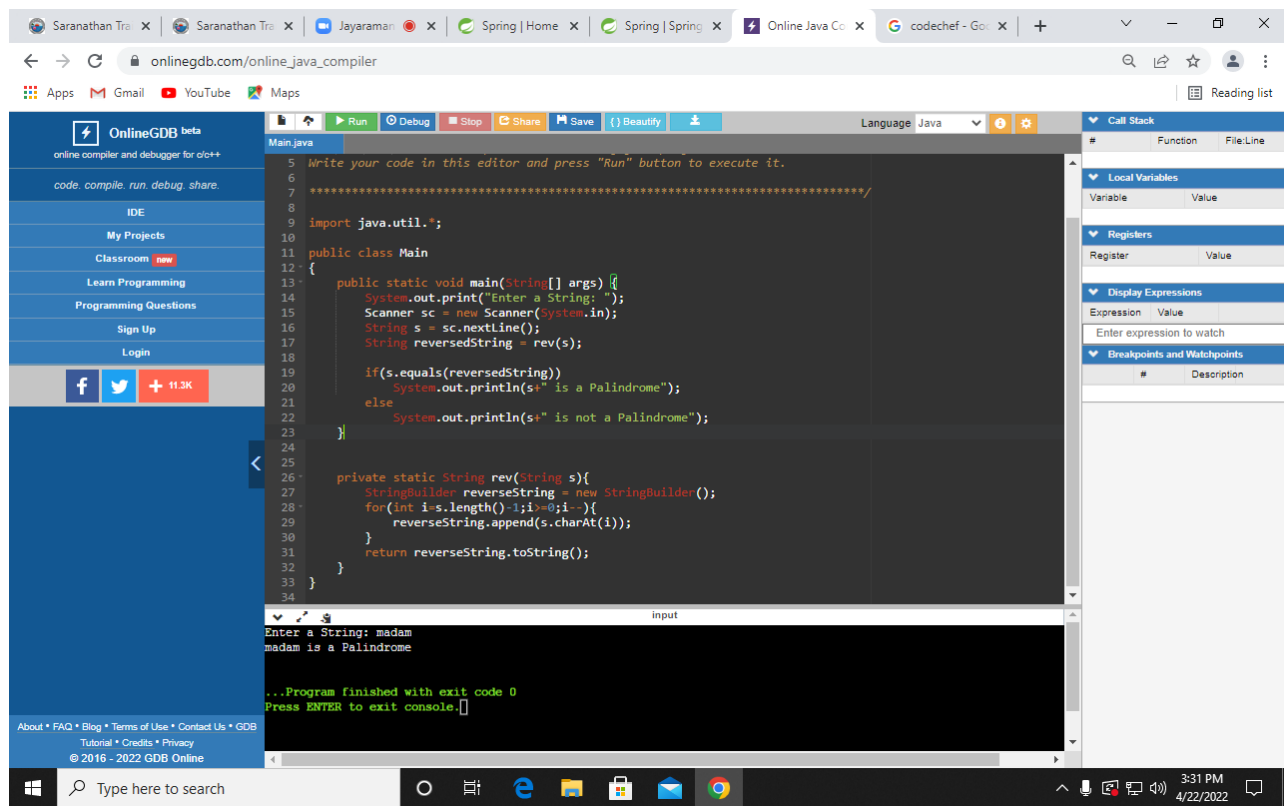 Saranathan Tra
Saranathan Tra
Jayaraman
Spring | Home
Spring | Spring
Online Java Co
codechef - Goo
onlinegdb.com/online_java_compiler
Apps
Gmail
YouTube
Maps
Reading list
OnlineGDB beta
online compiler and debugger for c/c++
code. compile. run. debug. share.
IDE
My Projects
Classroom new
Learn Programming
Programming Questions
Sign Up
Login
f
+ 11.3K
About • FAQ • Blog • Terms of Use • Contact Us • GDB
Tutorial • Credits • Privacy
© 2016 - 2022 GDB Online
Run
Debug
Stop
Share
Save
{} Beautify
Language Java
Main.java
5 Write your code in this editor and press "Run" button to execute it.
6
7 *******************************************************************************/
8
9 import java.util.*;
10
11 public class Main
12 {
13 public static void main(String[] args) {
14 System.out.print("Enter a String: ");
15 Scanner sc = new Scanner(System.in);
16 String s = sc.nextLine();
17 String reversedString = rev(s);
18
19 if(s.equals(reversedString))
20 System.out.println(s+" is a Palindrome");
21 else
22 System.out.println(s+" is not a Palindrome");
23 }
24
25
26 private static String rev(String s){
27 StringBuilder reverseString = new StringBuilder();
28 for(int i=s.length()-1;i>=0;i--){
29 reverseString.append(s.charAt(i));
30 }
31 return reverseString.toString();
32 }
33 }
34
input
Enter a String: madam
madam is a Palindrome
...Program finished with exit code 0
Press ENTER to exit console.
Call Stack
# Function File:Line
Local Variables
Variable Value
Registers
Register Value
Display Expressions
Expression Value
Enter expression to watch
Breakpoints and Watchpoints
# Description
Type here to search
3:31 PM
4/22/2022